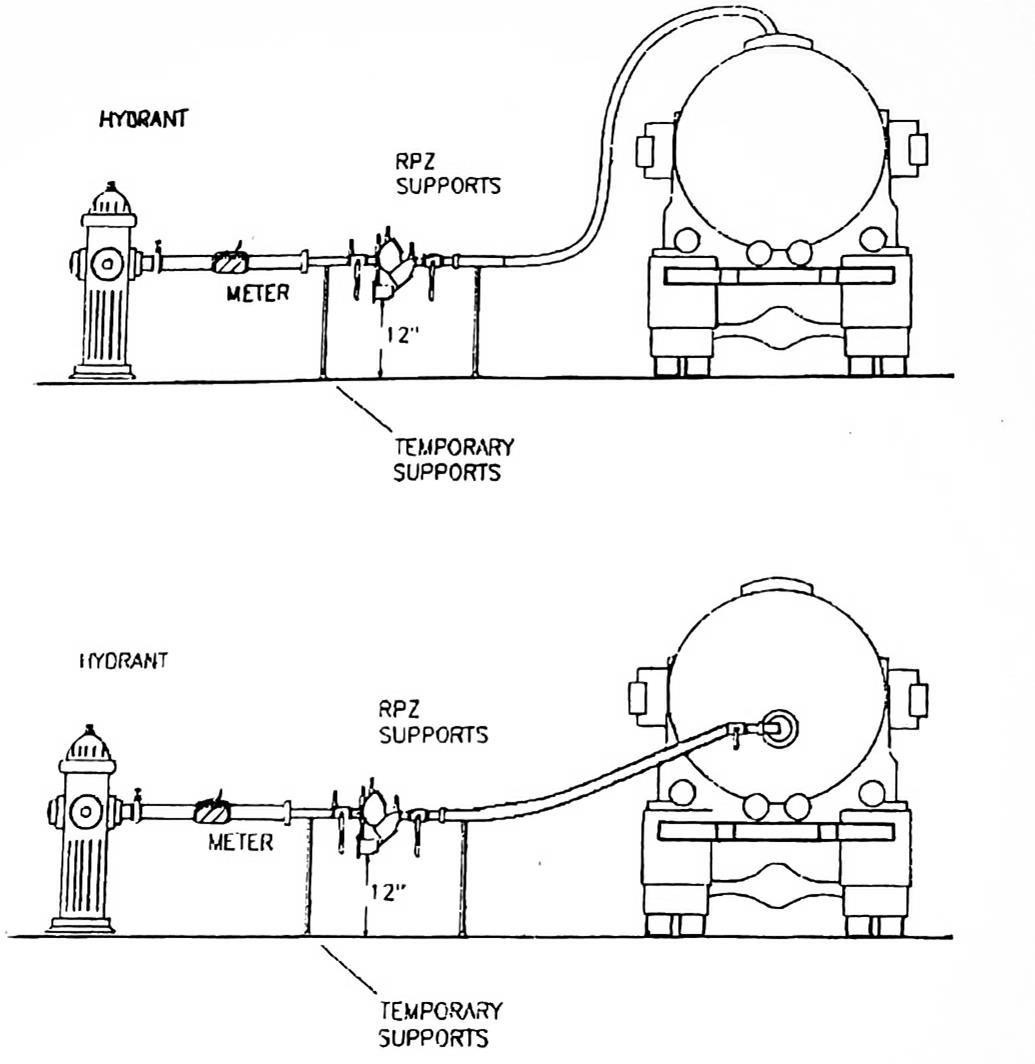 HYDRANT
RPZ
SUPPORTS
METER
12"
TEMPORARY
SUPPORTS
HYDRANT
RPZ
SUPPORTS
METER
12"
TEMPORARY
SUPPORTS